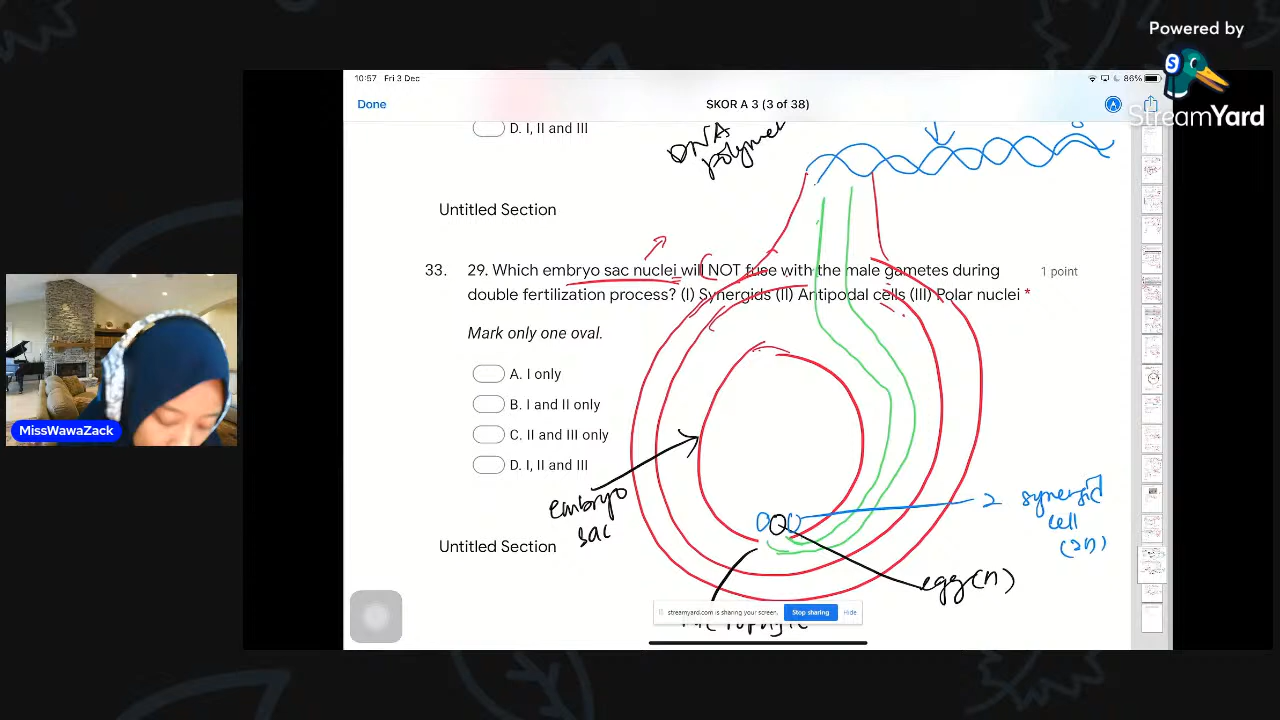 Powered by
StreamYard
10:57 Fri 3 Dec
86%
Done
SKOR A 3 (3 of 38)
D. I, II and III
DNA
polymer
Untitled Section
33. 29. Which embryo sac nuclei will NOT fuse with the male gametes during 1 point
double fertilization process? (I) Synergids (II) Antipodal cells (III) Polar nuclei *
Mark only one oval.
A. I only
B. I and II only
C. II and III only
D. I, II and III
embryo
sac
2 synergid
cell
(2n)
egg (n)
Untitled Section
streamyard.com is sharing your screen. Stop sharing Hide
MissWawaZack